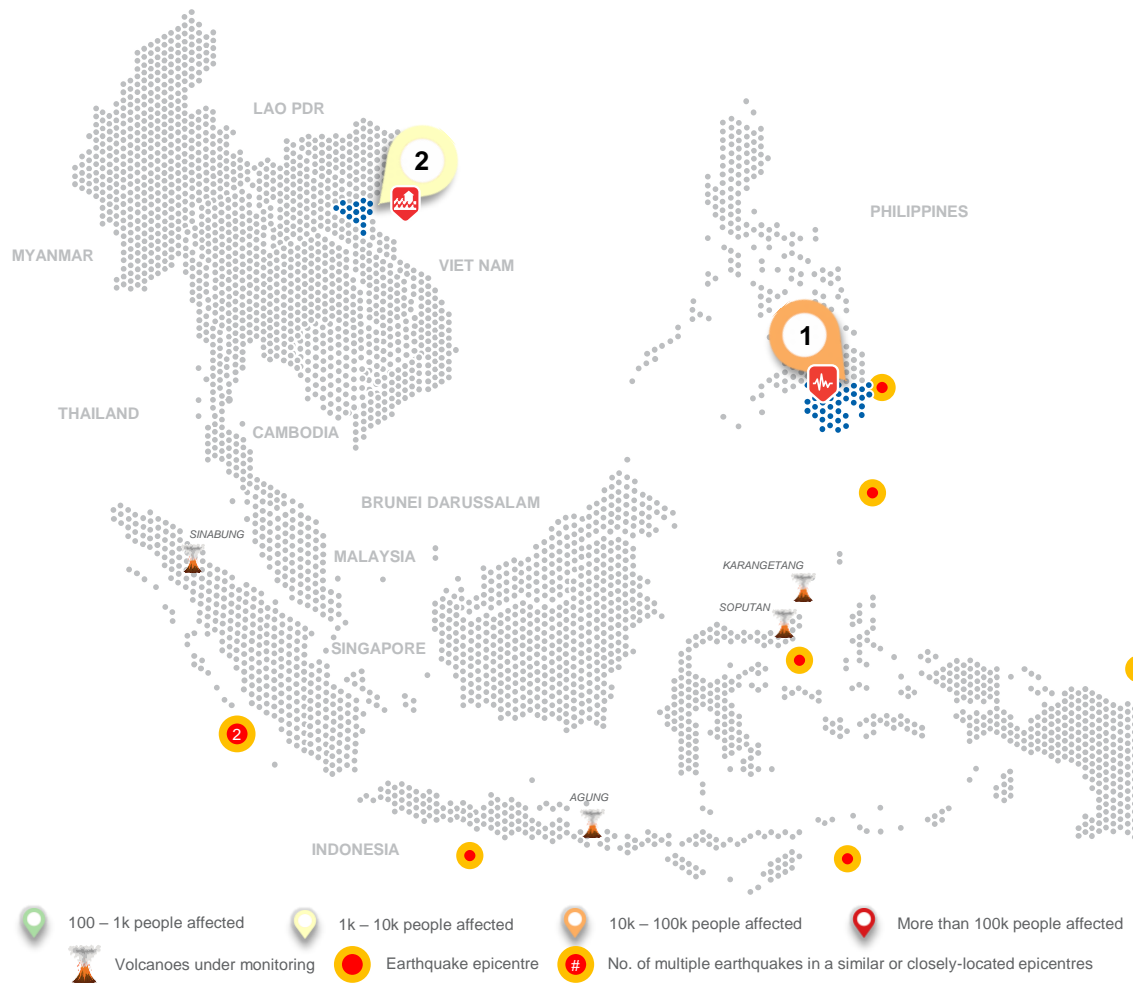 LAO PDR
2
PHILIPPINES
MYANMAR
VIET NAM
1
THAILAND
CAMBODIA
BRUNEI DARUSSALAM
SINABUNG
MALAYSIA
KARANGETANG
SOPUTAN
SINGAPORE
2
AGUNG
INDONESIA
100 – 1k people affected
1k – 10k people affected
10k – 100k people affected
More than 100k people affected
Volcanoes under monitoring
Earthquake epicentre
#
No. of multiple earthquakes in a similar or closely-located epicentres